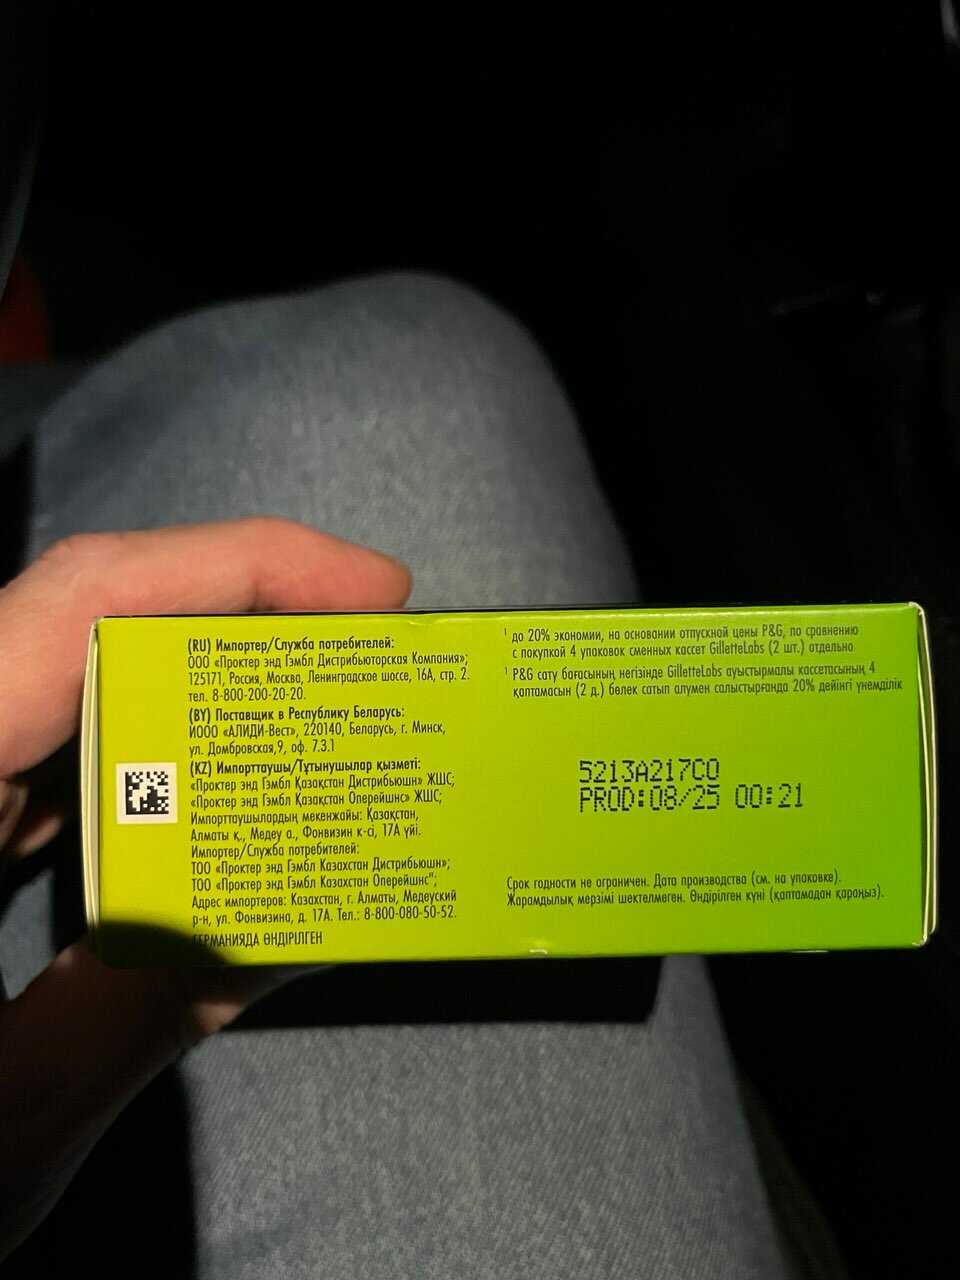 (RU) Импортер/Служба потребителей:
ООО «Проктер энд Гэмбл Дистрибьюторская Компания»;
125171, Россия, Москва, Ленинградское шоссе, 16А, стр. 2.
тел. 8-800-200-20-20.
(BY) Поставщик в Республику Беларусь:
ИООО «АЛИДИ-Вест», 220140, Беларусь, г. Минск,
ул. Домбровская,9, оф. 7.3.1
(KZ) Импорттаушы/Тұтынушылар қызметі:
«Проктер энд Гэмбл Қазақстан Дистрибьюшн» ЖШС;
«Проктер энд Гэмбл Қазақстан Оперейшнс» ЖШС;
Импорттаушылардың мекенжайы: Қазақстан,
Алматы қ., Медеу а., Фонвизин к-сі, 17А үйі.
Импортер/Служба потребителей:
ТОО «Проктер энд Гэмбл Казахстан Дистрибьюшн»;
ТОО «Проктер энд Гэмбл Казахстан Оперейшнс";
Адрес импортеров: Казахстан, г. Алматы, Медеуский
р-н, ул. Фонвизина, д. 17А. Тел.: 8-800-080-50-52.
ГЕРМАНИЯДА ӨНДІРІЛГЕН
¹ до 20% экономии, на основании отпускной цены P&G, по сравнению
с покупкой 4 упаковок сменных кассет GilletteLabs (2 шт.) отдельно
¹ P&G сату бағасының негізінде GilletteLabs ауыстырмалы кассетасының 4
қаптамасын (2 д.) бөлек сатып алумен салыстырғанда 20% дейінгі үнемділік
5213A217C0
PROD:08/25 00:21
Срок годности не ограничен. Дата производства (см. на упаковке).
Жарамдылық мерзімі шектелмеген. Өндірілген күні (қаптамадан қараңыз).